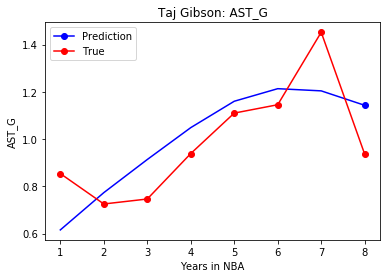 Taj Gibson: AST_G
Prediction
True
AST_G
1.4
1.2
1.0
0.8
0.6
1 2 3 4 5 6 7 8
Years in NBA